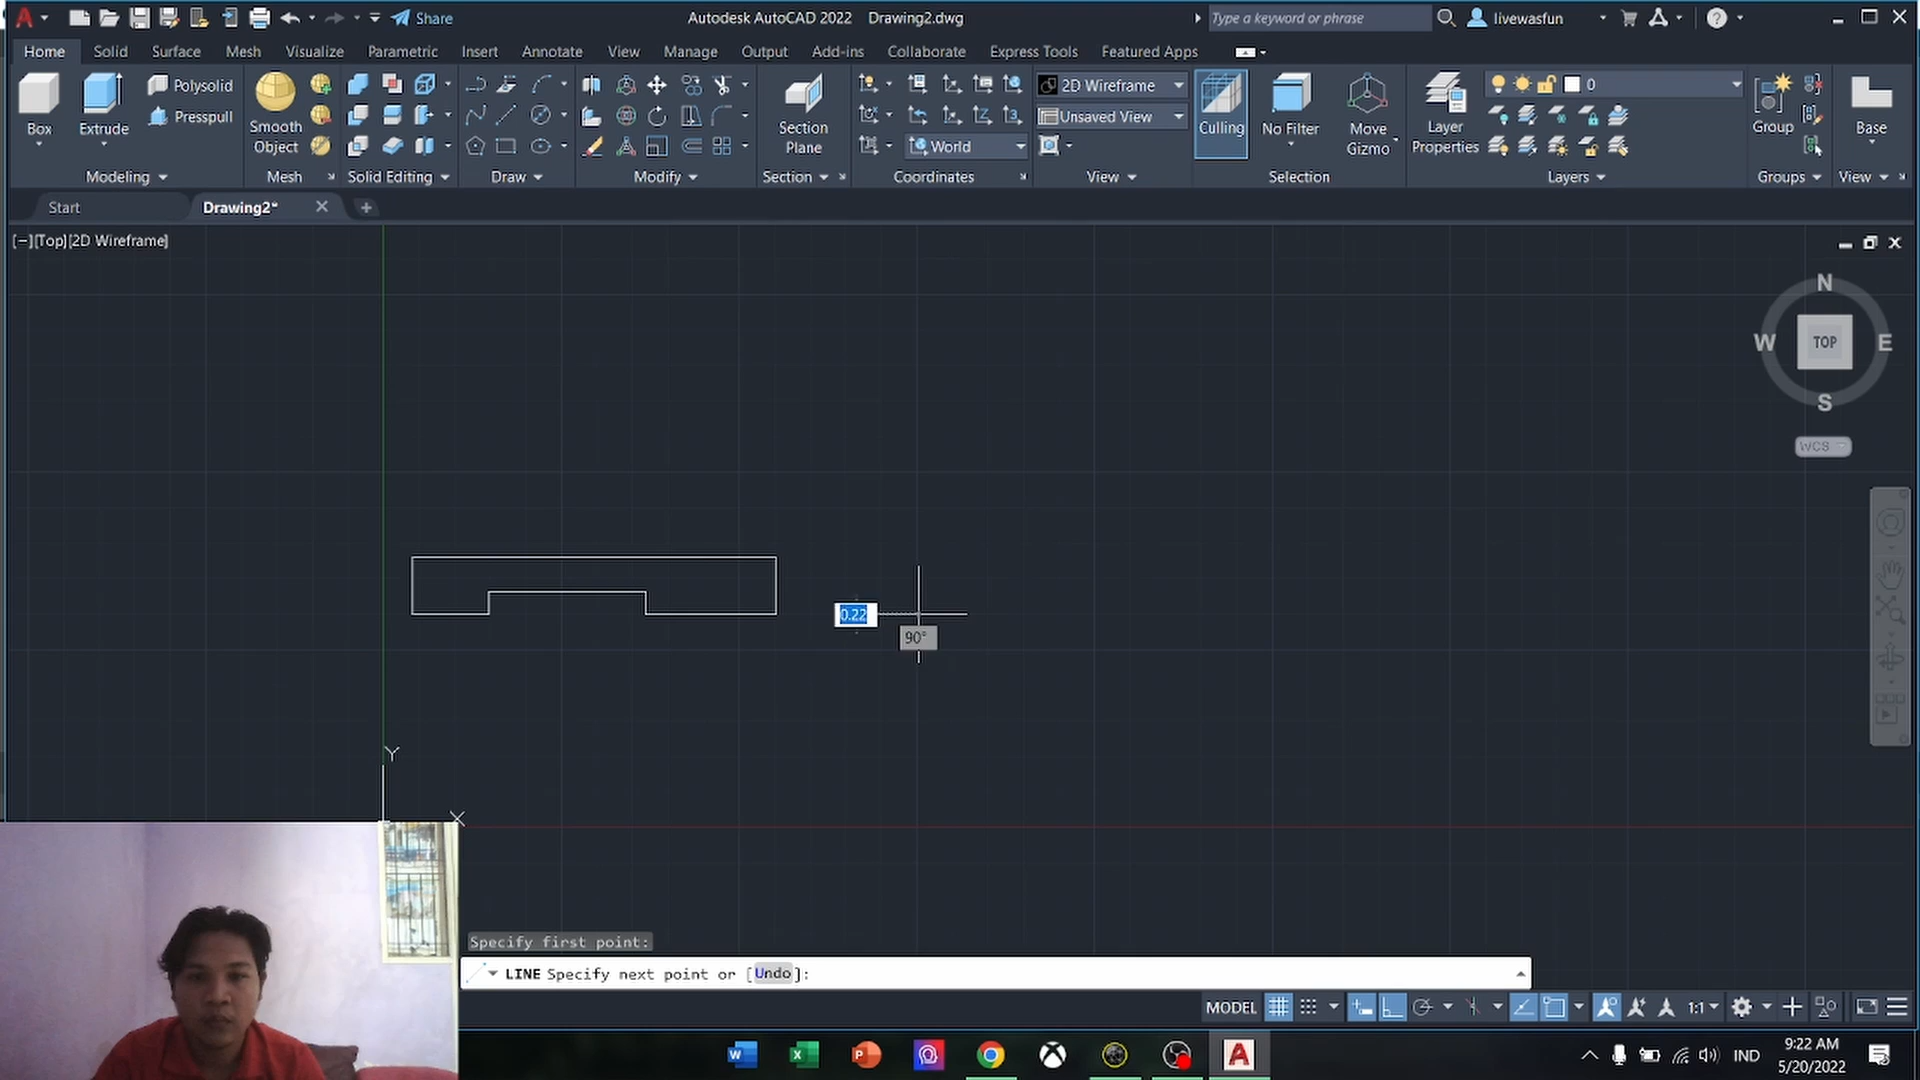 Share
Autodesk AutoCAD 2022 Drawing2.dwg
Type a keyword or phrase
livewasfun
Home Solid Surface Mesh Visualize Parametric Insert Annotate View Manage Output Add-ins Collaborate Express Tools Featured Apps
Box
Extrude
Polysolid
Presspull
Smooth
Object
Section
Plane
World
2D Wireframe
Unsaved View
Culling
No Filter
Move
Gizmo
Layer
Properties
0
Group
Base
Modeling Mesh Solid Editing Draw Modify Section Coordinates View Selection Layers Groups View
Start Drawing2*
[−][Top][2D Wireframe]
N
W TOP E
S
WCS
0.22
90°
Y
X
Specify first point:
LINE Specify next point or [Undo]:
MODEL 1:1
IND
9:22 AM
5/20/2022